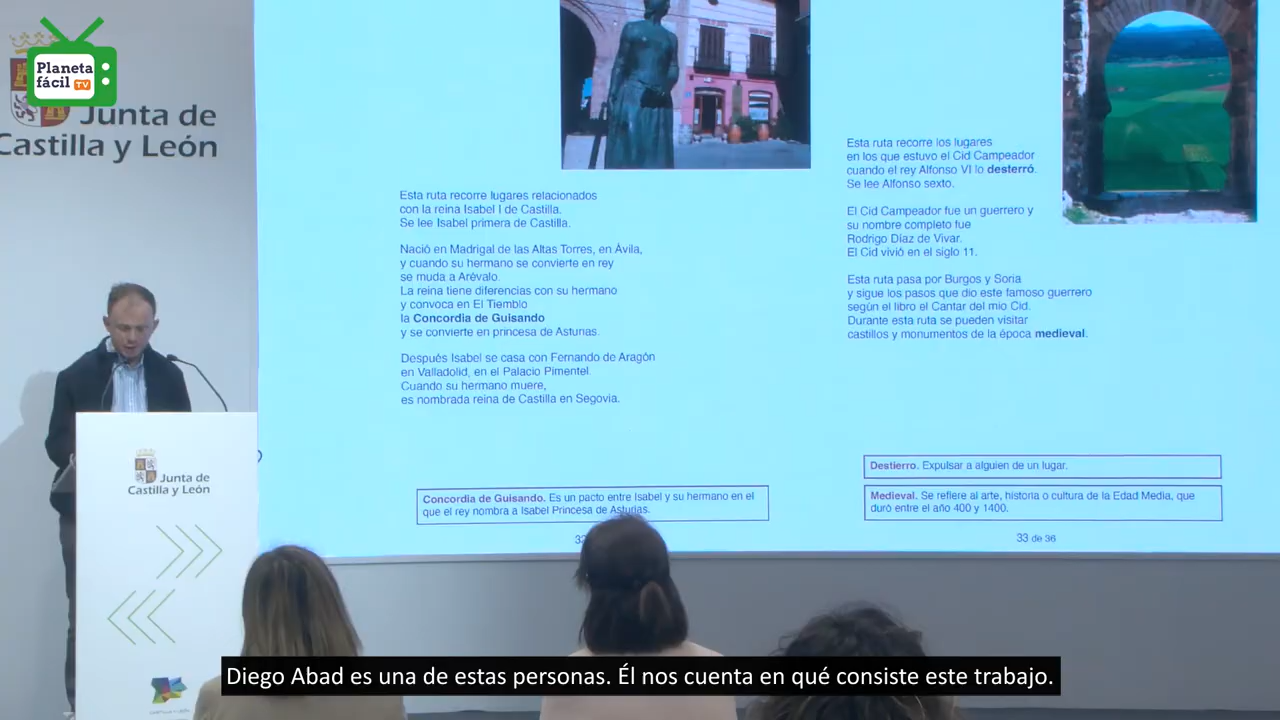 Planeta
fácil TV
Junta de
Castilla y León
Esta ruta recorre lugares relacionados
con la reina Isabel I de Castilla.
Se lee Isabel primera de Castilla.
Nació en Madrigal de las Altas Torres, en Ávila,
y cuando su hermano se convierte en rey
se muda a Arévalo.
La reina tiene diferencias con su hermano
y convoca en El Tiemblo
la Concordia de Guisando
y se convierte en princesa de Asturias.
Después Isabel se casa con Fernando de Aragón
en Valladolid, en el Palacio Pimentel.
Cuando su hermano muere,
es nombrada reina de Castilla en Segovia.
Concordia de Guisando. Es un pacto entre Isabel y su hermano en el
que el rey nombra a Isabel Princesa de Asturias.
32
Esta ruta recorre los lugares
en los que estuvo el Cid Campeador
cuando el rey Alfonso VI lo desterró.
Se lee Alfonso sexto.
El Cid Campeador fue un guerrero y
su nombre completo fue
Rodrigo Díaz de Vivar.
El Cid vivió en el siglo 11.
Esta ruta pasa por Burgos y Soria
y sigue los pasos que dio este famoso guerrero
según el libro el Cantar del mio Cid.
Durante esta ruta se pueden visitar
castillos y monumentos de la época medieval.
Destierro. Expulsar a alguien de un lugar.
Medieval. Se refiere al arte, historia o cultura de la Edad Media, que
duró entre el año 400 y 1400.
33 de 36
Junta de
Castilla y León
Diego Abad es una de estas personas. Él nos cuenta en qué consiste este trabajo.